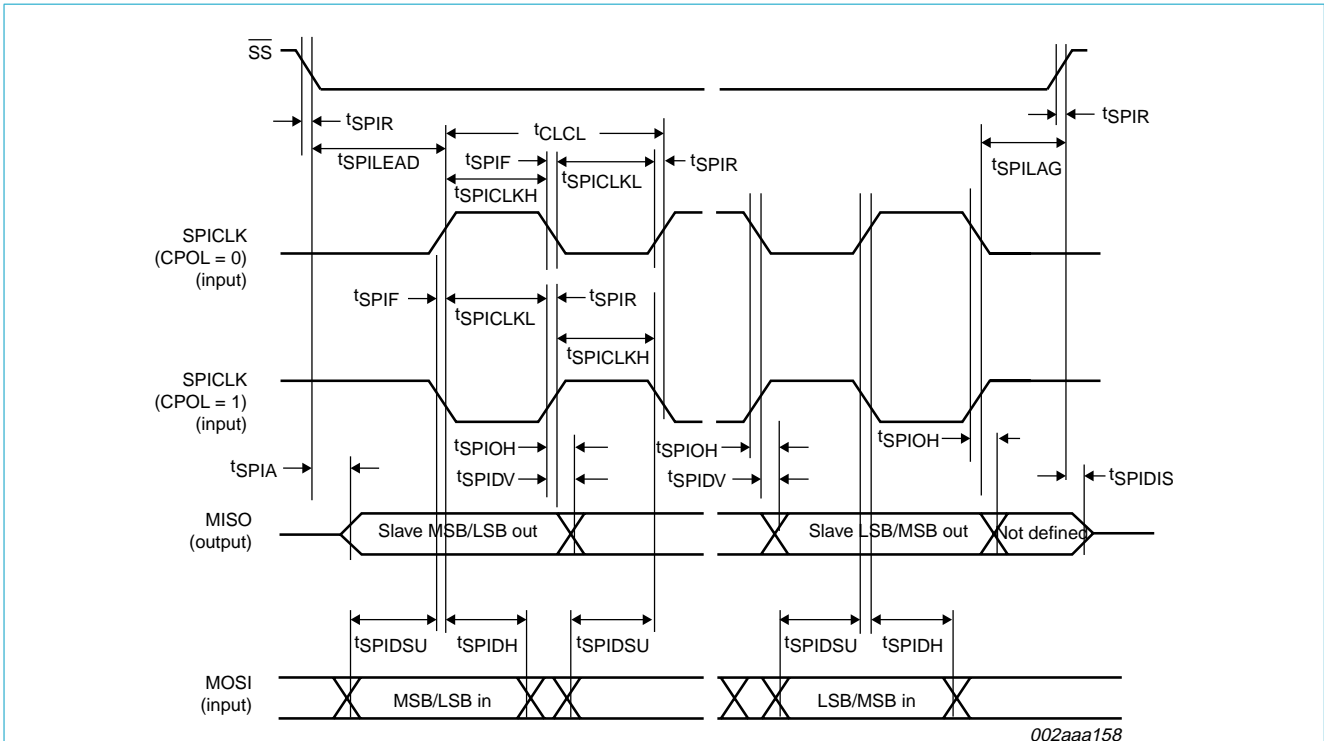 SS
tSPIR
tCLCL
tSPIR
tSPILEAD
tSPIF
tSPIR
tSPILAG
tSPICLKH
tSPICLKL
SPICLK
(CPOL = 0)
(input)
tSPIF
tSPICLKL
tSPIR
tSPICLKH
SPICLK
(CPOL = 1)
(input)
tSPIOH
tSPIOH
tSPIOH
tSPIA
tSPIDV
tSPIDV
tSPIDIS
MISO
(output)
Slave MSB/LSB out
Slave LSB/MSB out
Not defined
tSPIDSU
tSPIDH
tSPIDSU
tSPIDSU
tSPIDH
MOSI
(input)
MSB/LSB in
LSB/MSB in
002aaa158